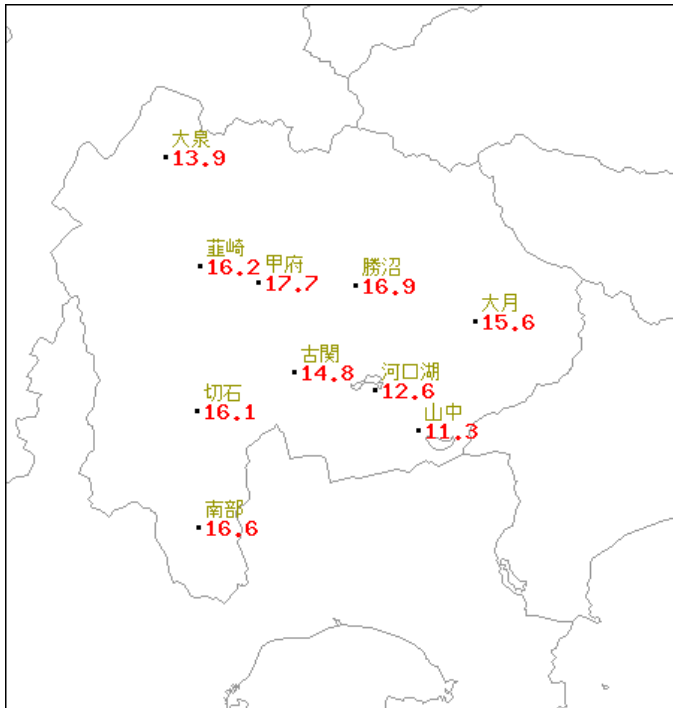 大泉
13.9
韮崎
16.2
甲府
17.7
勝沼
16.9
大月
15.6
古関
14.8
河口湖
12.6
切石
16.1
山中
11.3
南部
16.6